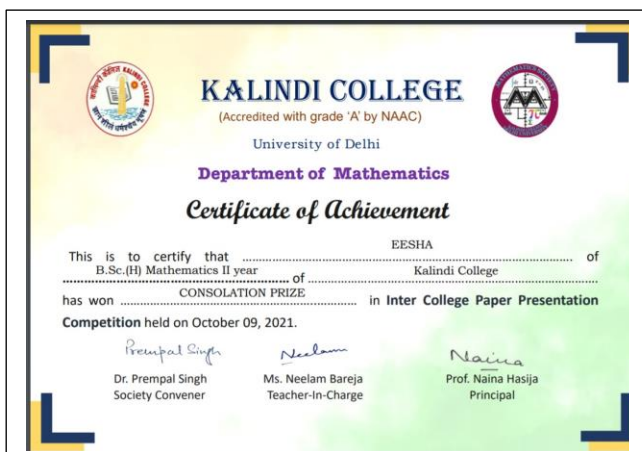 KALINDI COLLEGE
(Accredited with grade ‘A’ by NAAC)
University of Delhi
Department of Mathematics
Certificate of Achievement
This is to certify that ........ EESHA ........ of
B.Sc.(H) Mathematics II year of Kalindi College
has won CONSOLATION PRIZE in Inter College Paper Presentation
Competition held on October 09, 2021.
Prempal Singh Neelam Naina
Dr. Prempal Singh Ms. Neelam Bareja Prof. Naina Hasija
Society Convener Teacher-In-Charge Principal